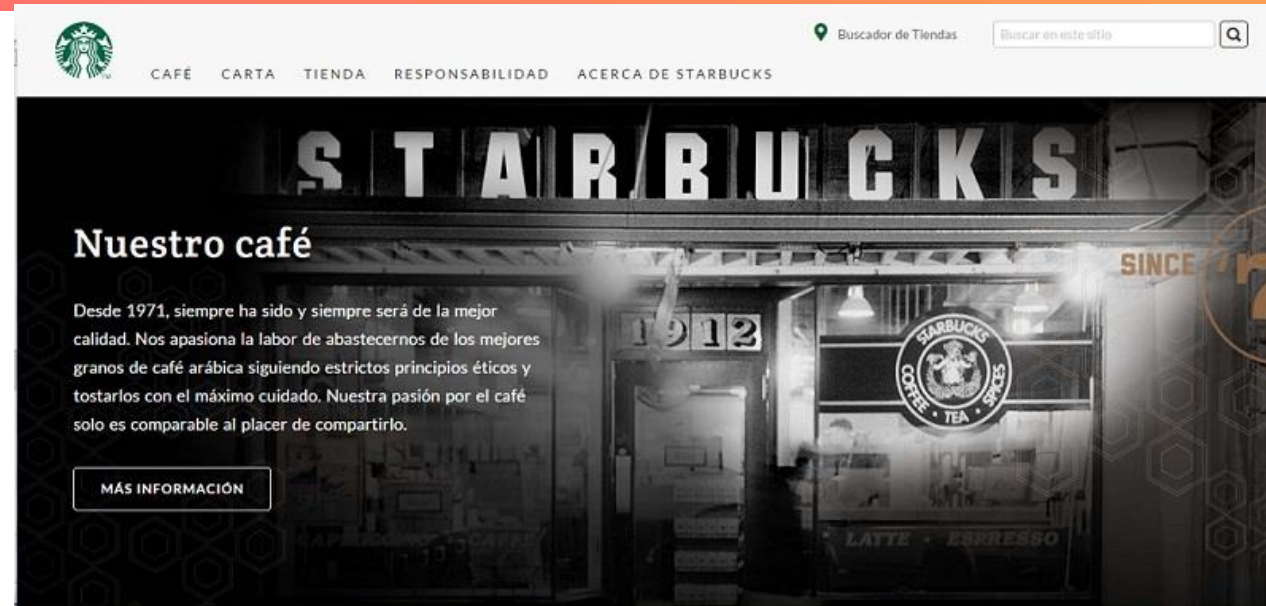 Buscador de Tiendas
Buscar en este sitio
CAFÉ CARTA TIENDA RESPONSABILIDAD ACERCA DE STARBUCKS
STARBUCKS
Nuestro café
SINCE '7
Desde 1971, siempre ha sido y siempre será de la mejor
calidad. Nos apasiona la labor de abastecernos de los mejores
granos de café arábica siguiendo estrictos principios éticos y
tostarlos con el máximo cuidado. Nuestra pasión por el café
solo es comparable al placer de compartirlo.
1912
STARBUCKS
COFFEE • TEA • SPICES
MÁS INFORMACIÓN
LATTE • ESPRESSO